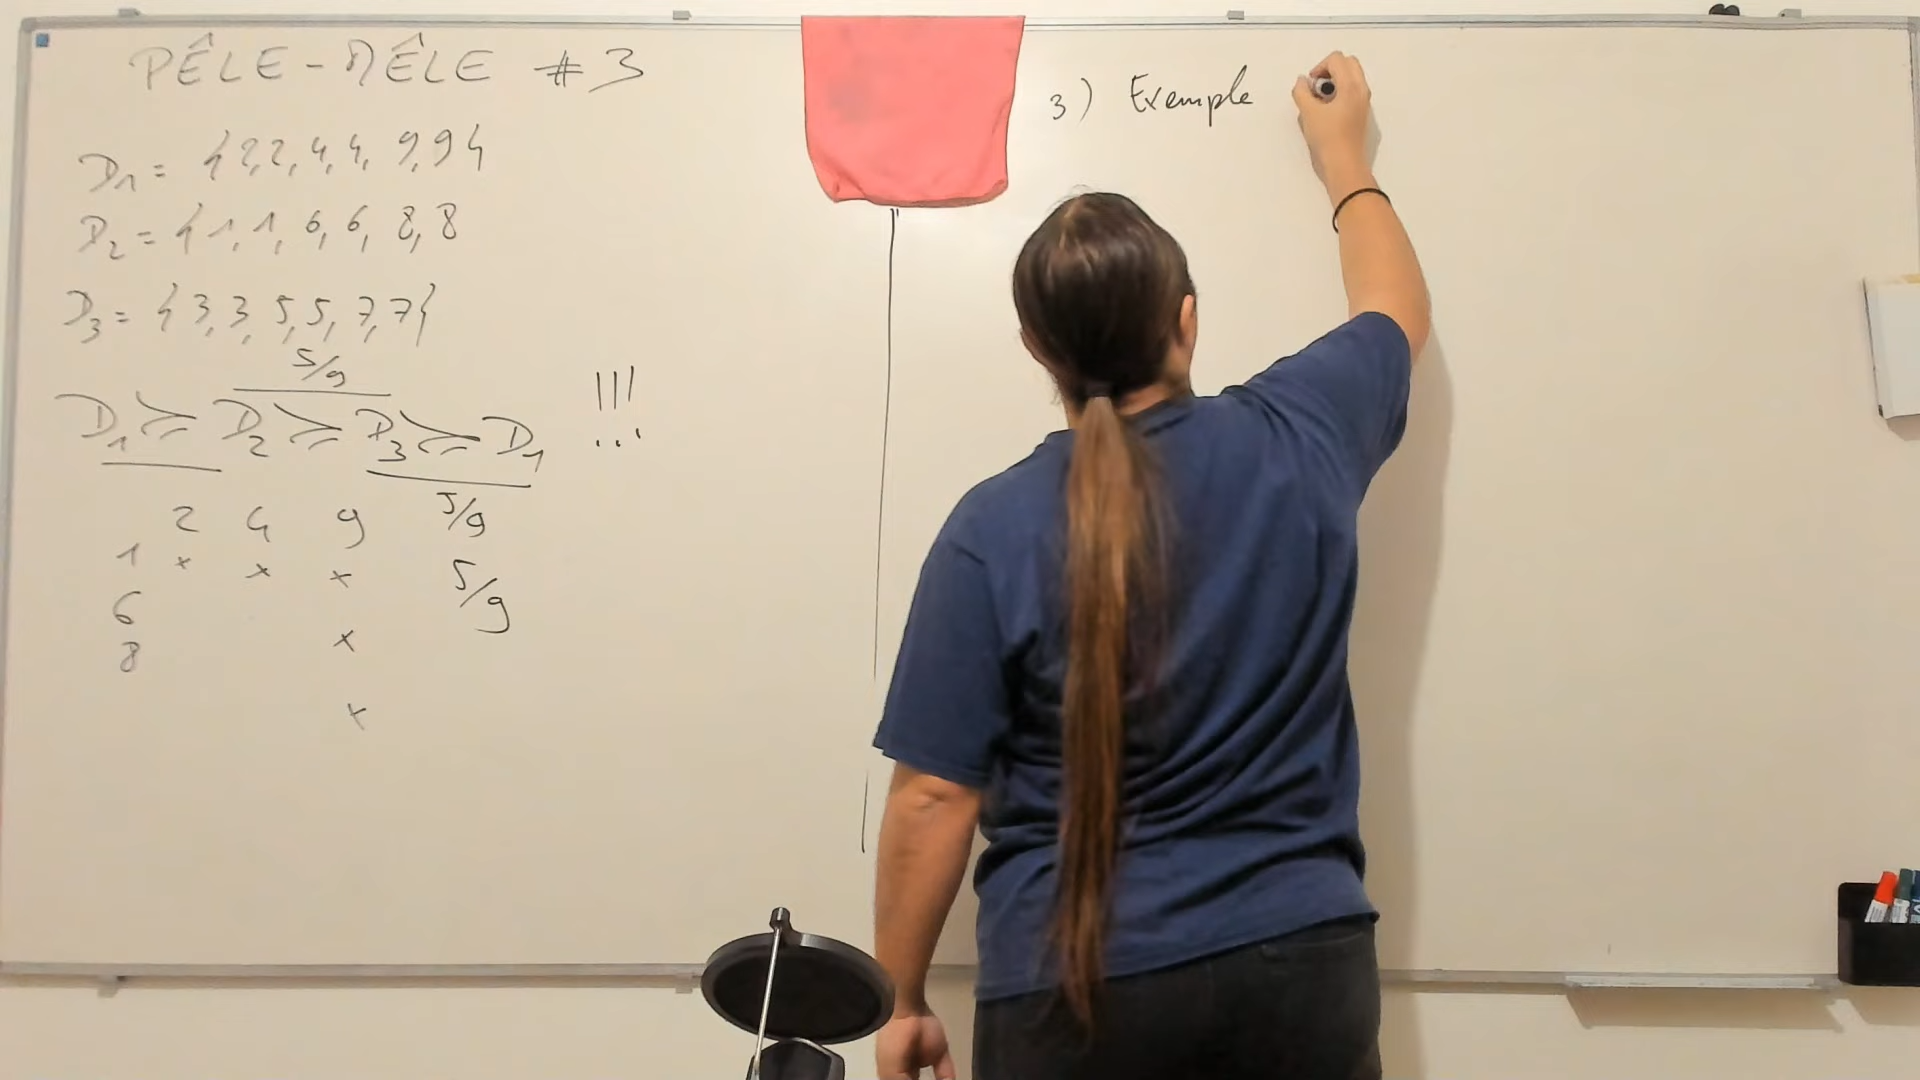 PÊLE-MÊLE #3
D₁ = {2,2,4,4,9,9}
D₂ = {1,1,6,6,8,8
D₃ = {3,3,5,5,7,7}
5/9
D₁ ≽ D₂ ≽ D₃ ≽ D₁ !!!
2 4 9 5/9
1 x x x 5/9
6 x
8 x
3) Exemple